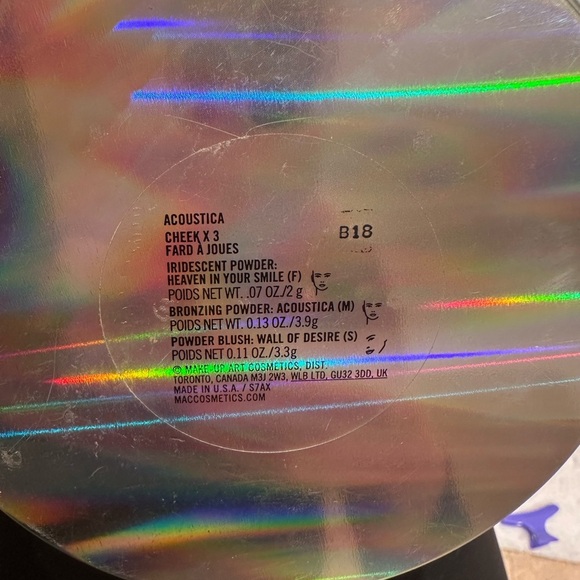 ACOUSTICA
B18
CHEEK X 3
FARD À JOUES
IRIDESCENT POWDER:
HEAVEN IN YOUR SMILE (F)
POIDS NET WT. .07 OZ./2 g
BRONZING POWDER: ACOUSTICA (M)
POIDS NET WT. 0.13 OZ./3.9g
POWDER BLUSH: WALL OF DESIRE (S)
POIDS NET 0.11 OZ./3.3g
© MAKE-UP ART COSMETICS, DIST.
TORONTO, CANADA M3J 2W3, WLB LTD, GU32 3DD, UK
MADE IN U.S.A. / S7AX
MACCOSMETICS.COM